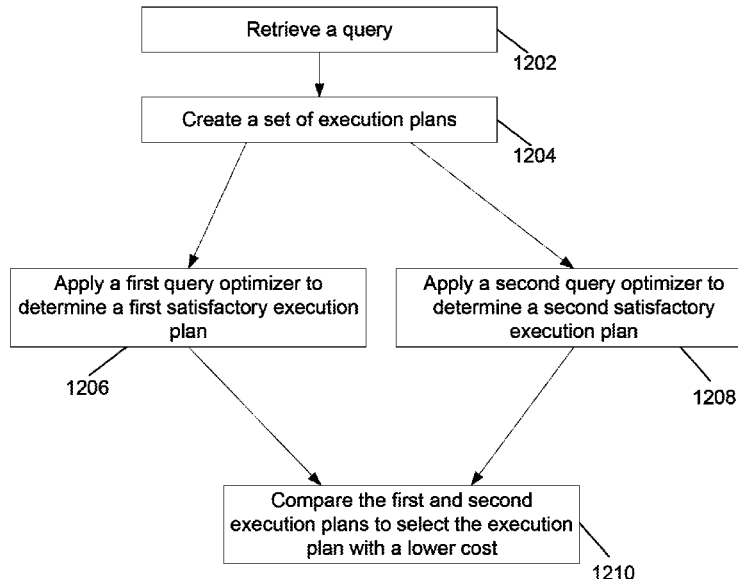 Retrieve a query
1202
Create a set of execution plans
1204
Apply a first query optimizer to
determine a first satisfactory execution
plan
1206
Apply a second query optimizer to
determine a second satisfactory
execution plan
1208
Compare the first and second
execution plans to select the execution
plan with a lower cost
1210